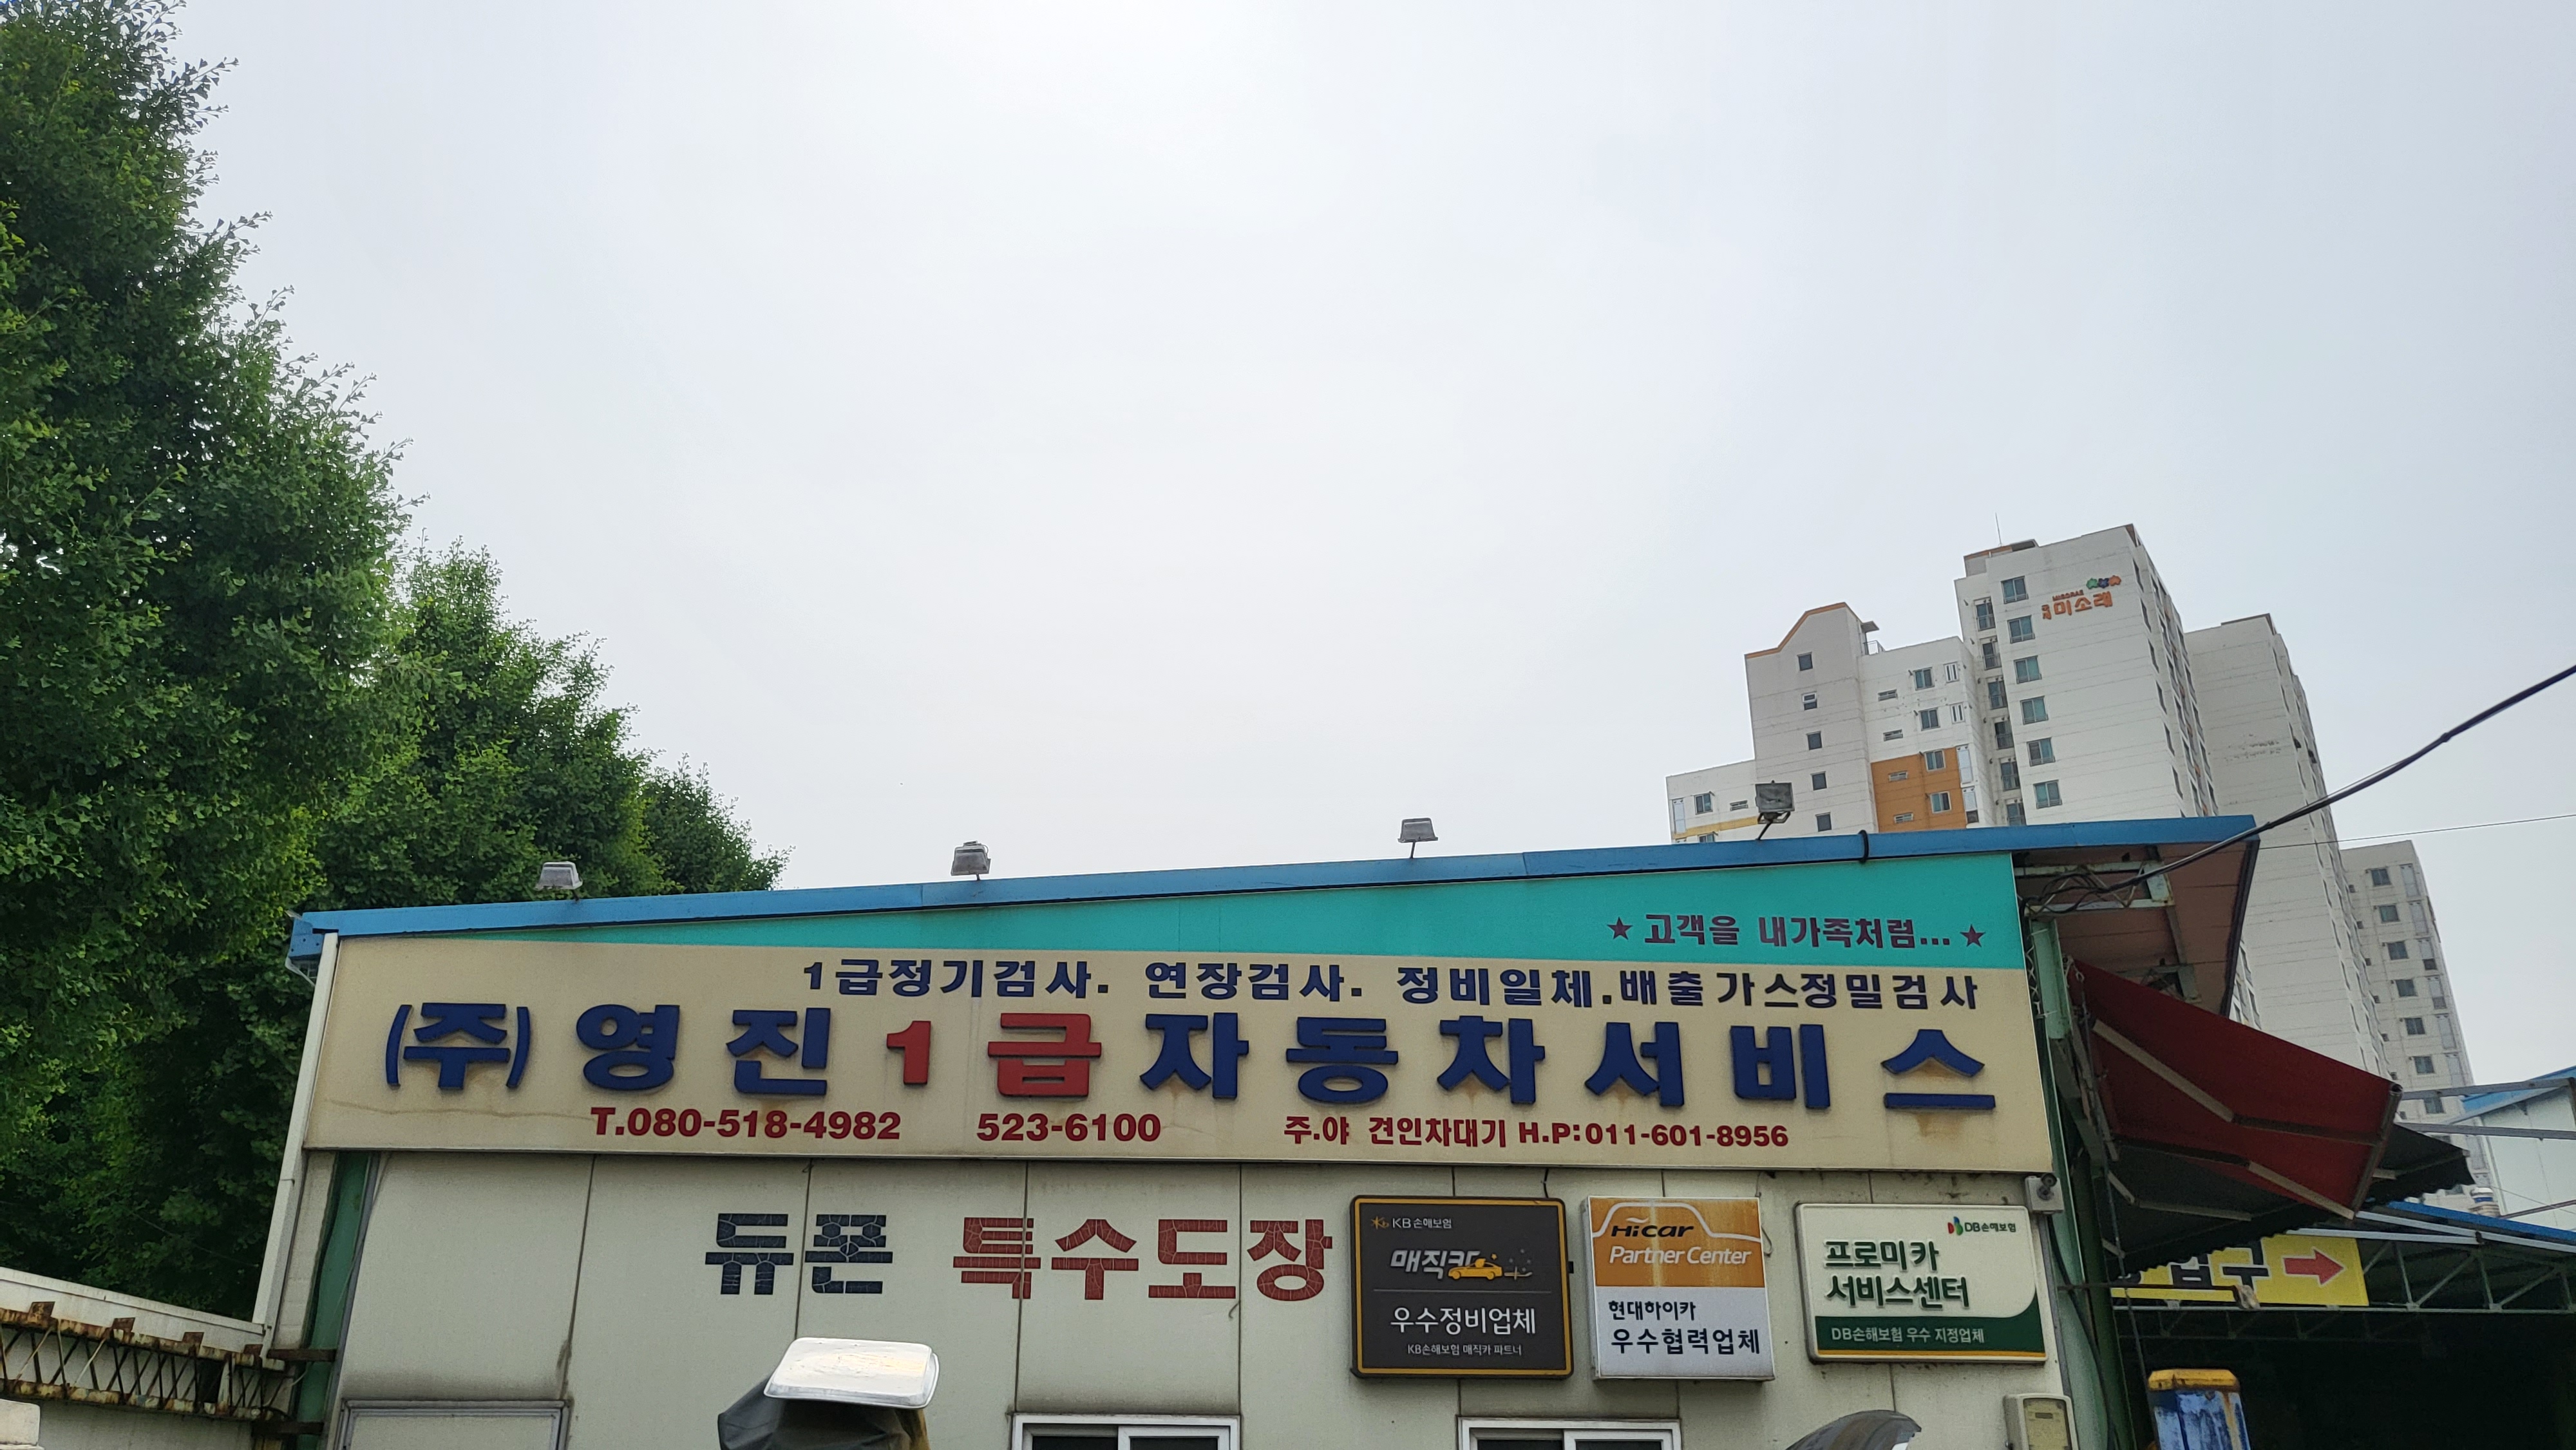 미소래
★ 고객을 내가족처럼... ★
1급정기검사. 연장검사. 정비일체.배출가스정밀검사
(주)영진1급자동차서비스
T.080-518-4982 523-6100 주.야 견인차대기 H.P:011-601-8956
듀폰 특수도장
KB손해보험
매직카
우수정비업체
KB손해보험 매직카 파트너
Hicar
Partner Center
현대하이카
우수협력업체
DB손해보험
프로미카
서비스센터
DB손해보험 우수 지정업체